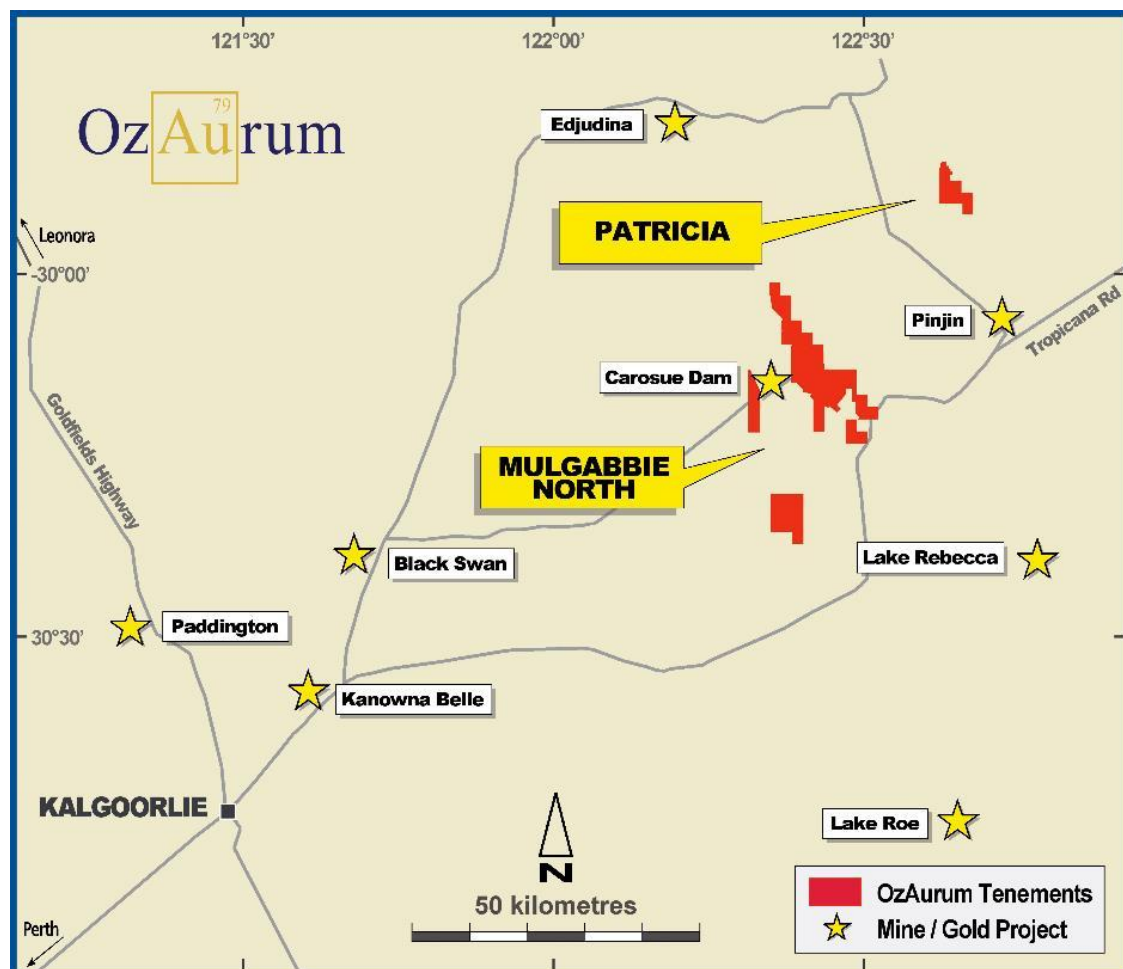 121°30'
122°00'
122°30'
79
OzAurum
Edjudina
PATRICIA
Leonora
-30°00'
Pinjin
Tropicana Rd
Carosue Dam
Goldfields Highway
MULGABBIE
NORTH
Black Swan
Lake Rebecca
Paddington
30°30'
Kanowna Belle
KALGOORLIE
Lake Roe
N
50 kilometres
OzAurum Tenements
Mine / Gold Project
Perth